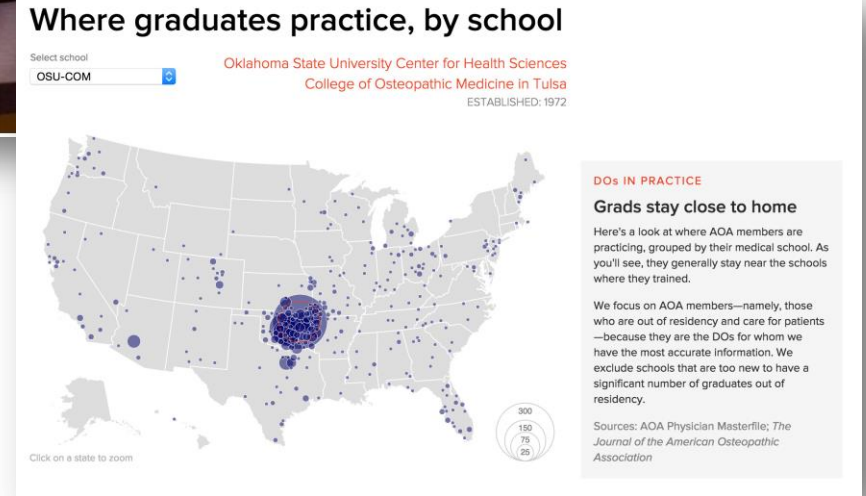 Where graduates practice, by school
Select school
OSU-COM
Oklahoma State University Center for Health Sciences
College of Osteopathic Medicine in Tulsa
ESTABLISHED: 1972
DOs IN PRACTICE
Grads stay close to home
Here's a look at where AOA members are
practicing, grouped by their medical school. As
you'll see, they generally stay near the schools
where they trained.
We focus on AOA members—namely, those
who are out of residency and care for patients
—because they are the DOs for whom we
have the most accurate information. We
exclude schools that are too new to have a
significant number of graduates out of
residency.
Sources: AOA Physician Masterfile; The
Journal of the American Osteopathic
Association
300
150
75
25
Click on a state to zoom